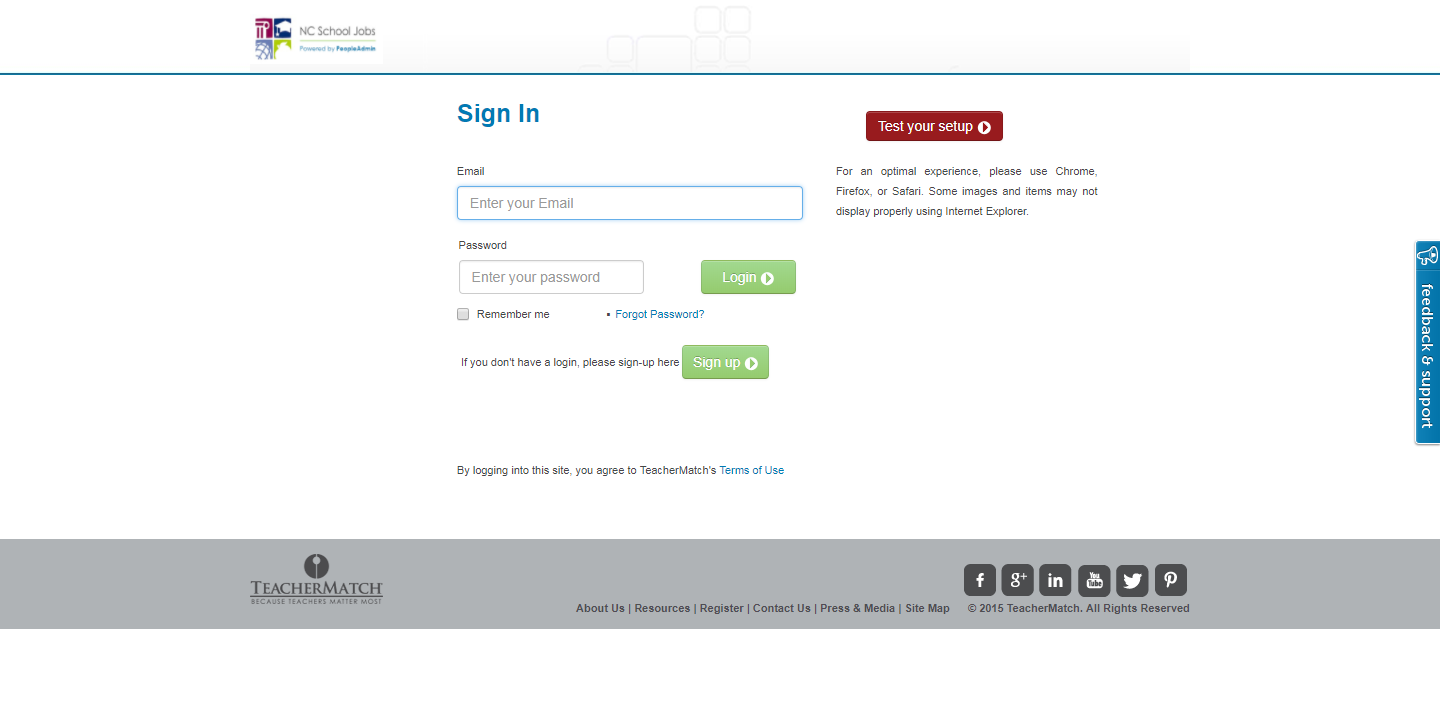 NC School Jobs
Powered by PeopleAdmin
Sign In
Test your setup
Email
Enter your Email
For an optimal experience, please use Chrome,
Firefox, or Safari. Some images and items may not
display properly using Internet Explorer.
Password
Enter your password
Login
Remember me
▪ Forgot Password?
If you don't have a login, please sign-up here
Sign up
feedback & support
By logging into this site, you agree to TeacherMatch's Terms of Use
TEACHERMATCH
BECAUSE TEACHERS MATTER MOST
f
g+
in
You
Tube
About Us | Resources | Register | Contact Us | Press & Media | Site Map
© 2015 TeacherMatch. All Rights Reserved